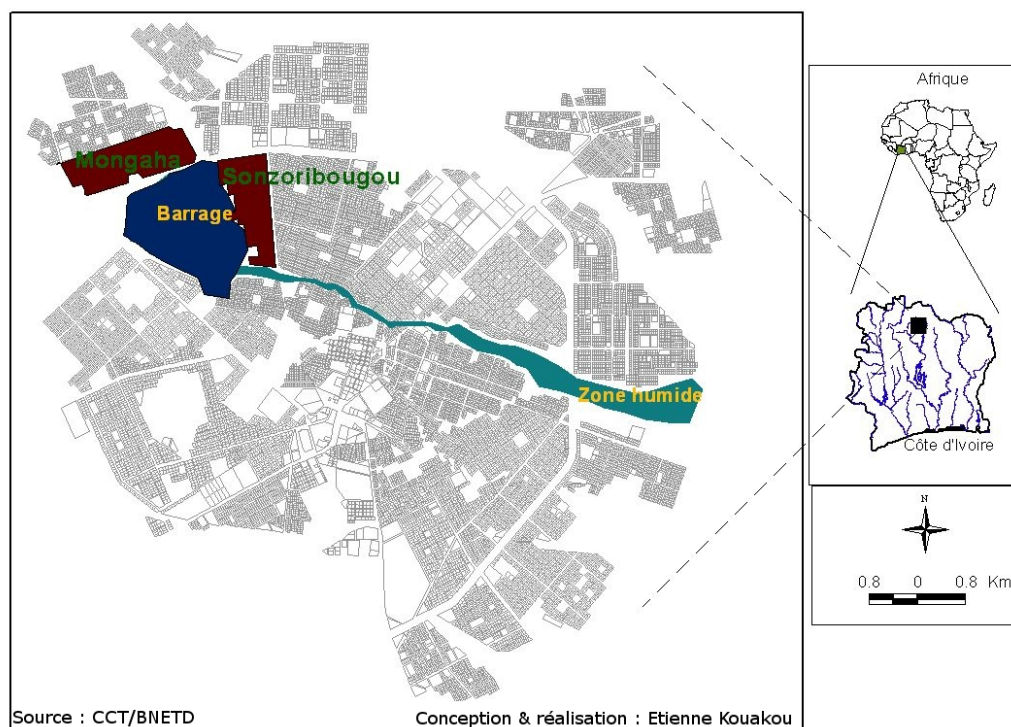 Mongaha
Sonzoribougou
Barrage
Zone humide
Source : CCT/BNETD
Conception & réalisation : Etienne Kouakou
Afrique
Côte d'Ivoire
N
0.8 0 0.8 Km